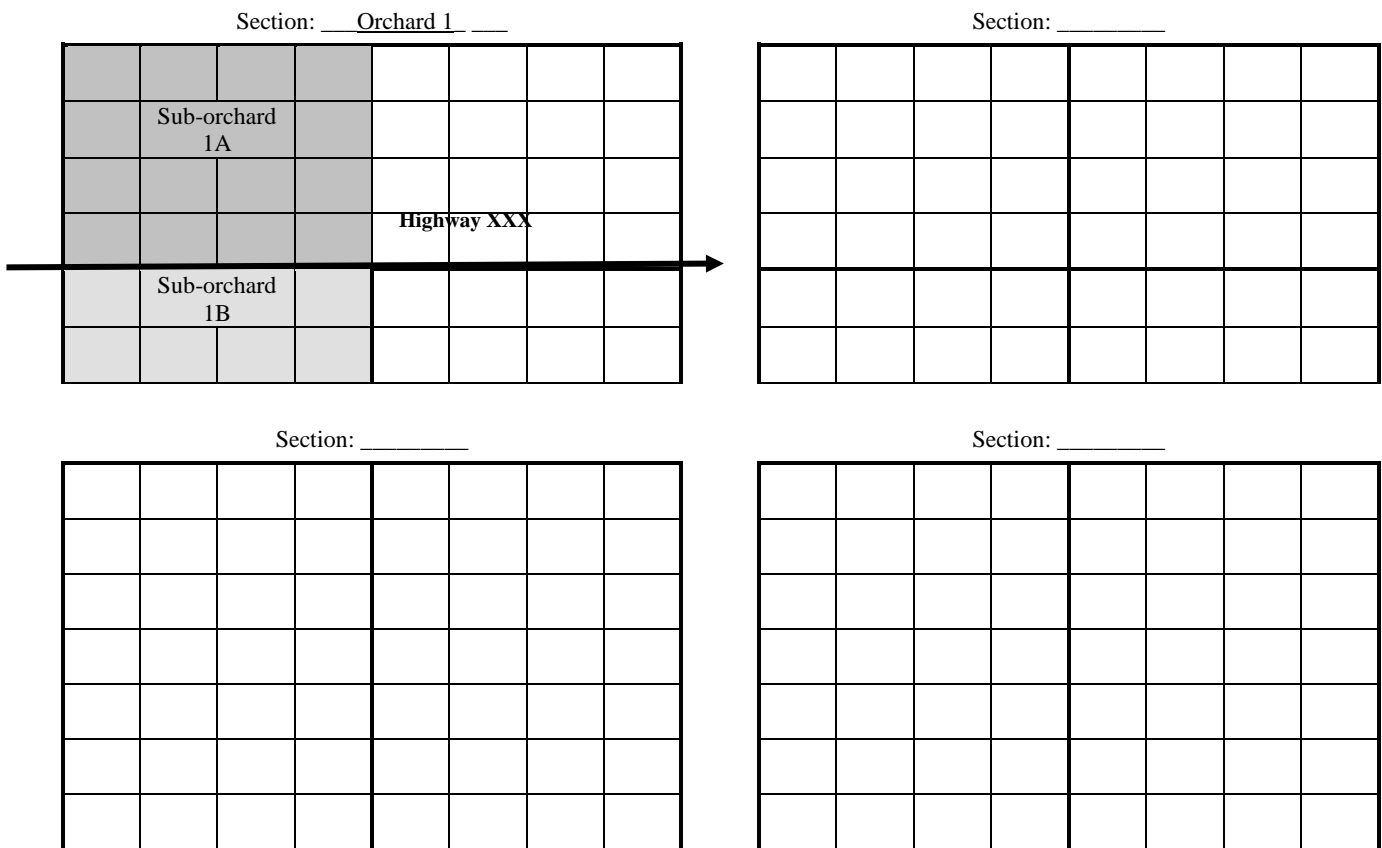 Section: ___Orchard 1_ ___
Section: _________
Sub-orchard
1A
Highway XXX
Sub-orchard
1B
Section: _________
Section: _________